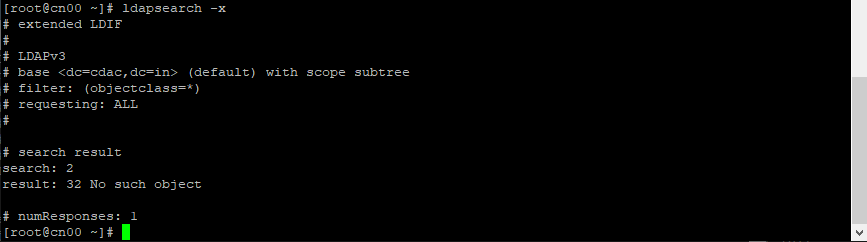 [root@cn00 ~]# ldapsearch -x
# extended LDIF
#
# LDAPv3
# base <dc=cdac,dc=in> (default) with scope subtree
# filter: (objectclass=*)
# requesting: ALL
#
# search result
search: 2
result: 32 No such object
# numResponses: 1
[root@cn00 ~]#